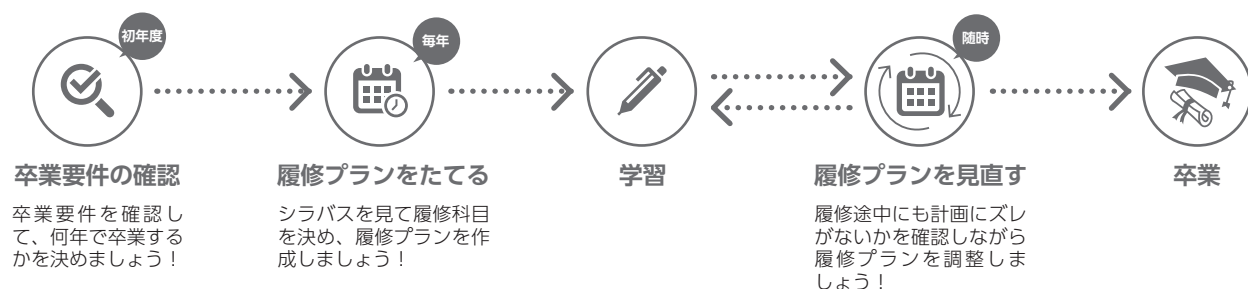 初年度
卒業要件の確認
卒業要件を確認し
て、何年で卒業する
かを決めましょう！
毎年
履修プランをたてる
シラバスを見て履修科目
を決め、履修プランを作
成しましょう！
学習
随時
履修プランを見直す
履修途中にも計画にズレ
がないかを確認しながら
履修プランを調整しま
しょう！
卒業